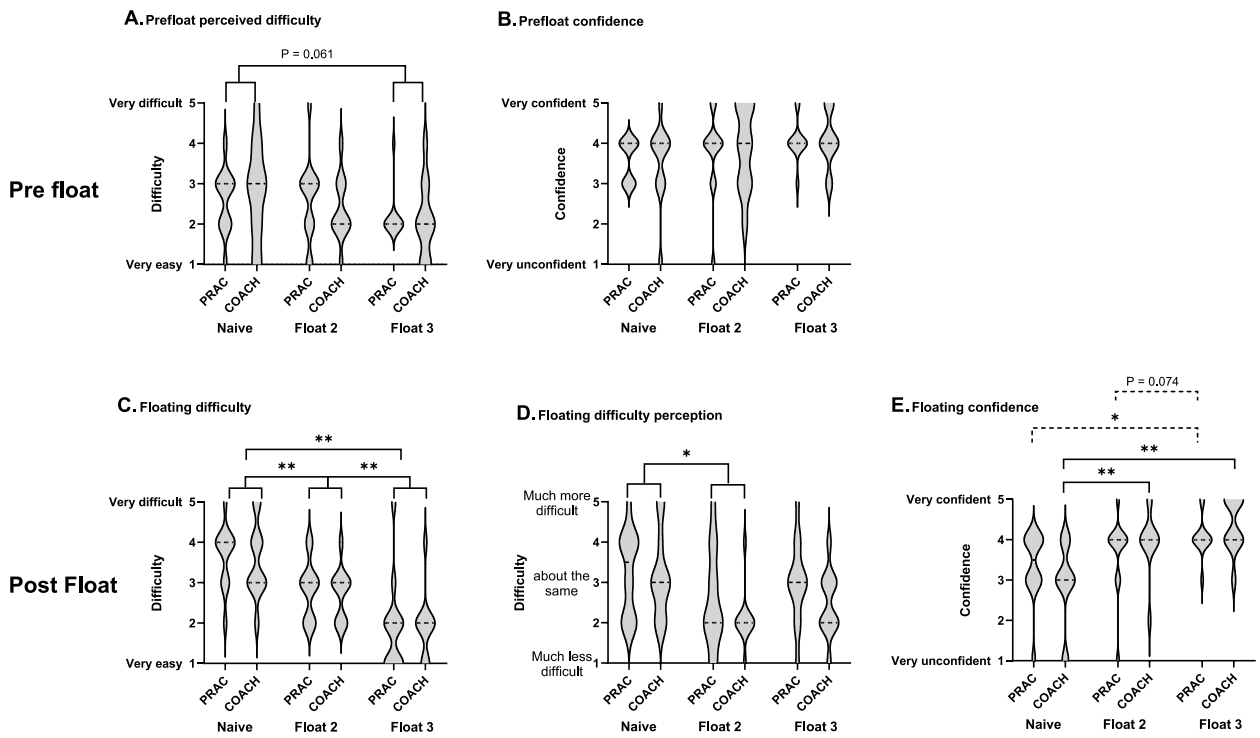 A. Prefloat perceived difficulty
P = 0.061
Very difficult 5
4
3
2
Very easy 1
Difficulty
PRAC COACH PRAC COACH PRAC COACH
Naive Float 2 Float 3
B. Prefloat confidence
Very confident 5
4
3
2
Very unconfident 1
Confidence
PRAC COACH PRAC COACH PRAC COACH
Naive Float 2 Float 3
Pre float
C. Floating difficulty
**
** **
Very difficult 5
4
3
2
Very easy 1
Difficulty
PRAC COACH PRAC COACH PRAC COACH
Naive Float 2 Float 3
D. Floating difficulty perception
*
Much more
difficult
5
4
about the
same
3
2
Much less
difficult
1
Difficulty
PRAC COACH PRAC COACH PRAC COACH
Naive Float 2 Float 3
E. Floating confidence
P = 0.074
*
**
**
Very confident 5
4
3
2
Very unconfident 1
Confidence
PRAC COACH PRAC COACH PRAC COACH
Naive Float 2 Float 3
Post Float